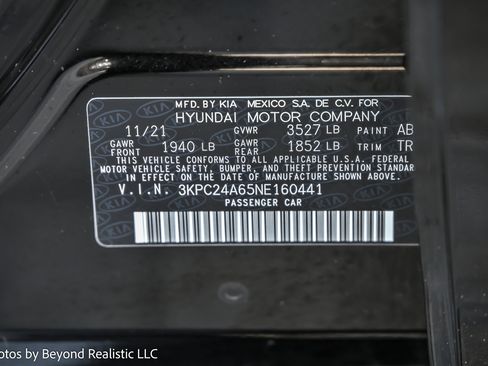 MFD. BY KIA MEXICO S.A. DE C.V. FOR
HYUNDAI MOTOR COMPANY
11/21 GVWR 3527 LB PAINT AB
GAWR FRONT 1940 LB GAWR REAR 1852 LB TRIM TR
THIS VEHICLE CONFORMS TO ALL APPLICABLE U.S.A. FEDERAL
MOTOR VEHICLE SAFETY, BUMPER, AND THEFT PREVENTION STANDAR
IN EFFECT ON THE DATE OF MANUFACTURE SHOWN ABOVE.
V.I.N. 3KPC24A65NE160441
PASSENGER CAR
otos by Beyond Realistic LLC